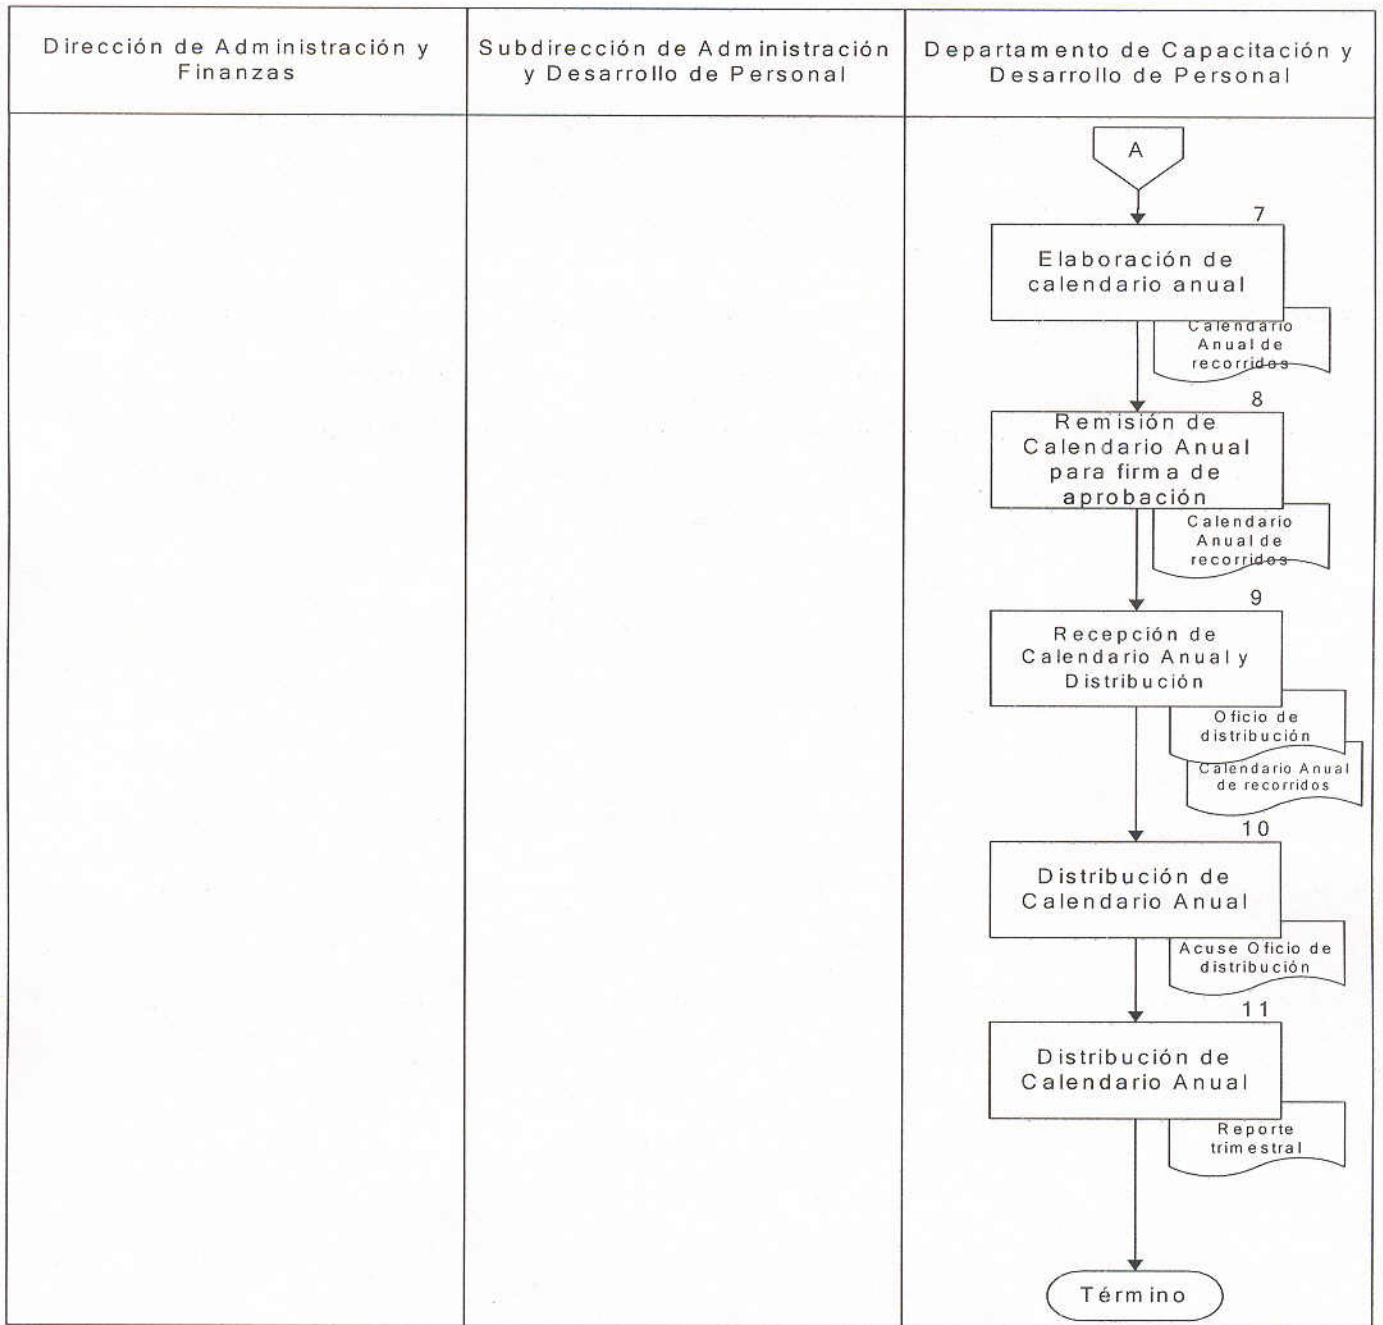 Dirección de Administración y
Finanzas
Subdirección de Administración
y Desarrollo de Personal
Departamento de Capacitación y
Desarrollo de Personal
A
7
Elaboración de
calendario anual
Calendario
Anual de
recorridos
8
Remisión de
Calendario Anual
para firma de
aprobación
Calendario
Anual de
recorridos
9
Recepción de
Calendario Anual y
Distribución
Oficio de
distribución
Calendario Anual
de recorridos
10
Distribución de
Calendario Anual
Acuse Oficio de
distribución
11
Distribución de
Calendario Anual
Reporte
trimestral
Término